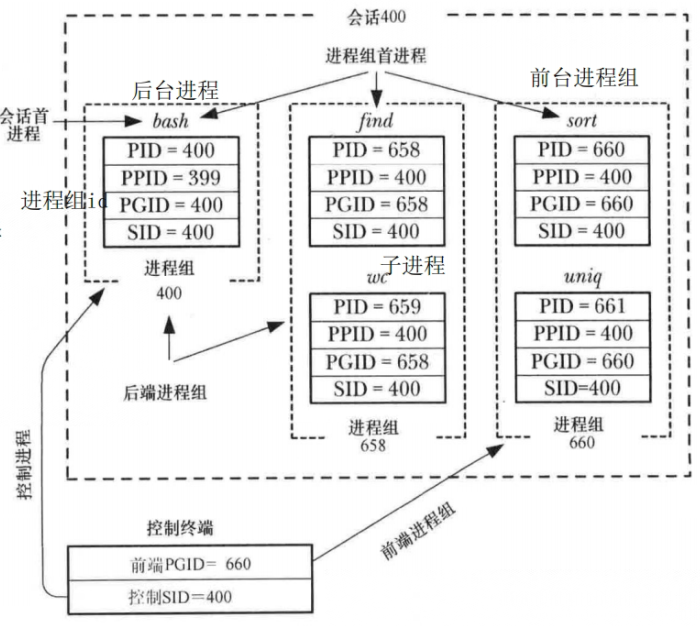 会话400
进程组首进程
后台进程
前台进程组
会话首
进程
bash
find
sort
PID = 400
PPID = 399
PGID = 400
SID = 400
PID = 658
PPID = 400
PGID = 658
SID = 400
PID = 660
PPID = 400
PGID = 660
SID = 400
进程组id
进程组
400
子进程
wc
uniq
PID = 659
PPID = 400
PGID = 658
SID = 400
PID = 661
PPID = 400
PGID = 660
SID=400
后端进程组
进程组
658
进程组
660
控制进程
前端进程组
控制终端
前端PGID= 660
控制SID=400